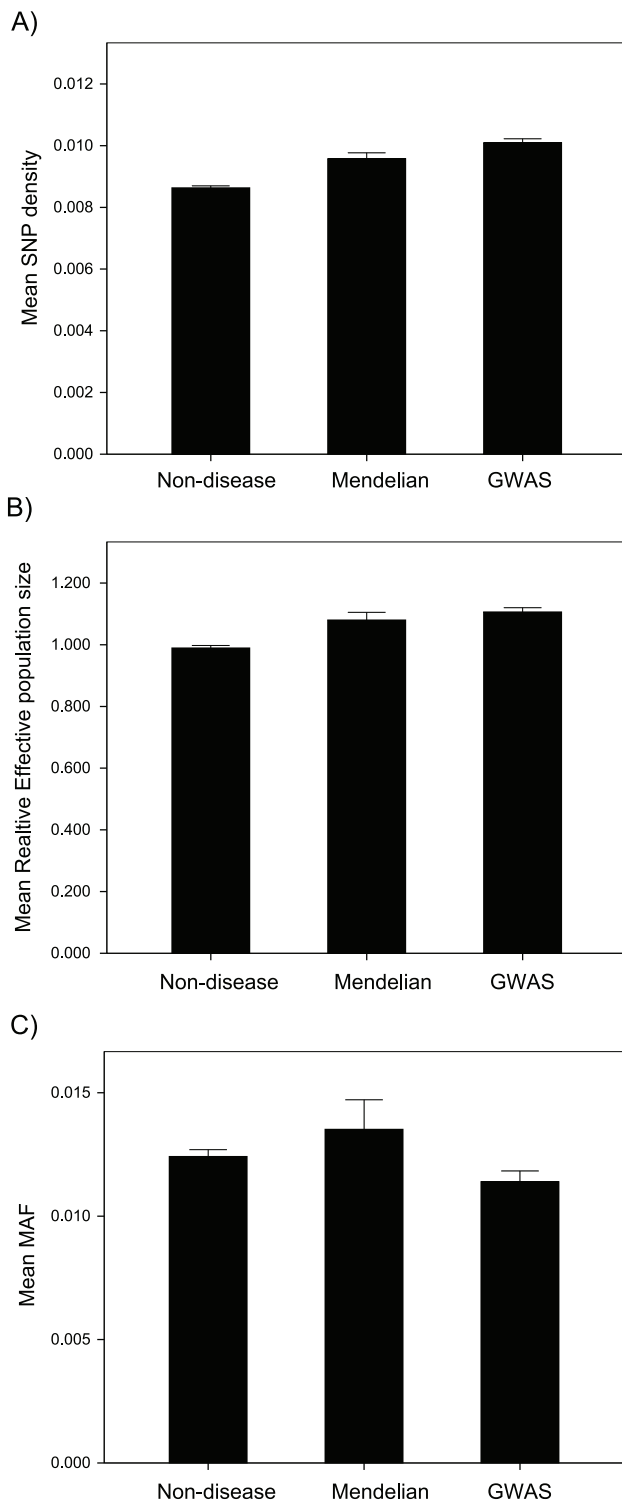 A)
Mean SNP density
0.012
0.010
0.008
0.006
0.004
0.002
0.000
Non-disease Mendelian GWAS
B)
Mean Realtive Effective population size
1.200
1.000
0.800
0.600
0.400
0.200
0.000
Non-disease Mendelian GWAS
C)
Mean MAF
0.015
0.010
0.005
0.000
Non-disease Mendelian GWAS